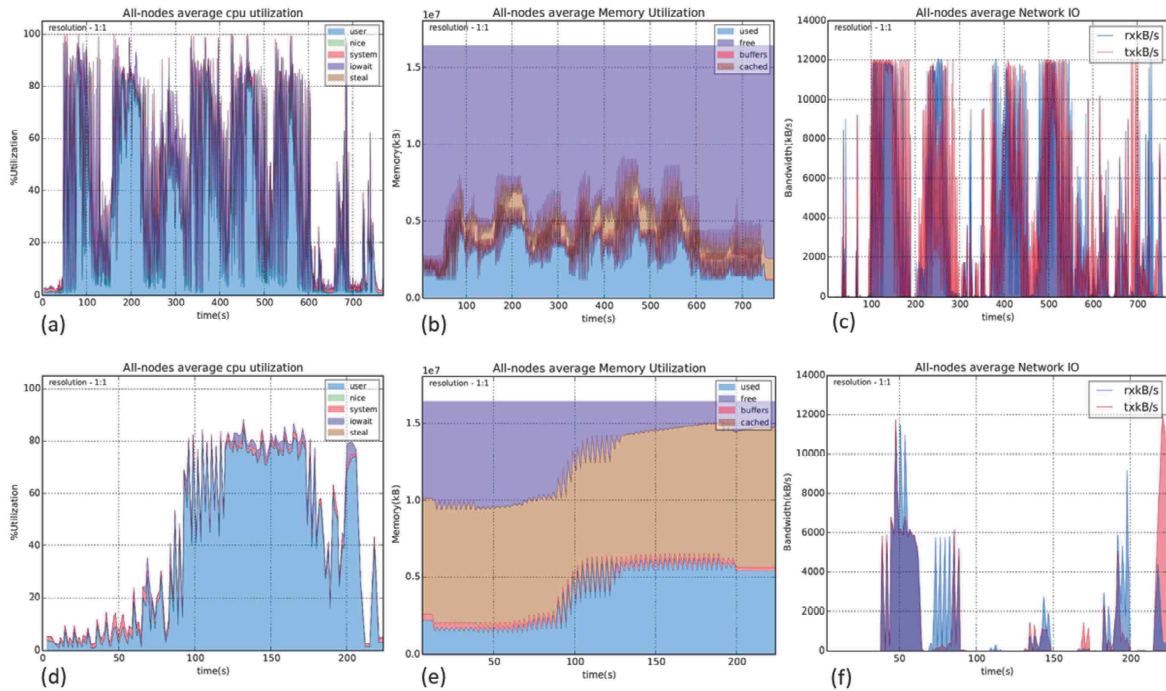 All-nodes average cpu utilization
resolution - 1:1
user
nice
system
iowait
steal
100
80
60
40
20
0
%Utilization
100 200 300 400 500 600 700
time(s)
(a)
1e7
All-nodes average Memory Utilization
resolution - 1:1
used
free
buffers
cached
1.5
1.0
0.5
0.0
Memory(kB)
100 200 300 400 500 600 700
time(s)
(b)
All-nodes average Network IO
resolution - 1:1
rxkB/s
txkB/s
14000
12000
10000
8000
6000
4000
2000
0
Bandwidth(kB/s)
100 200 300 400 500 600 700
time(s)
(c)
All-nodes average cpu utilization
resolution - 1:1
user
nice
system
iowait
steal
100
80
60
40
20
0
%Utilization
50 100 150 200
time(s)
(d)
1e7
All-nodes average Memory Utilization
resolution - 1:1
used
free
buffers
cached
1.5
1.0
0.5
0.0
Memory(kB)
50 100 150 200
time(s)
(e)
All-nodes average Network IO
resolution - 1:1
rxkB/s
txkB/s
14000
12000
10000
8000
6000
4000
2000
0
Bandwidth(kB/s)
50 100 150 200
time(s)
(f)